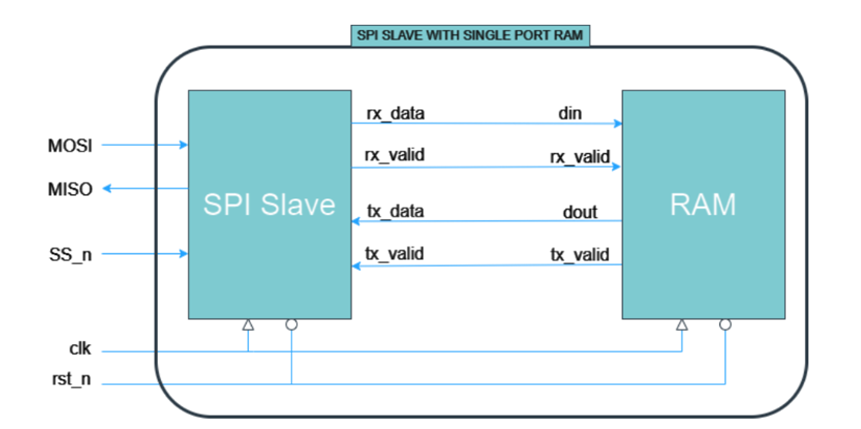 SPI SLAVE WITH SINGLE PORT RAM
rx_data din
MOSI
rx_valid rx_valid
MISO
SPI Slave
RAM
tx_data dout
SS_n
tx_valid tx_valid
clk
rst_n